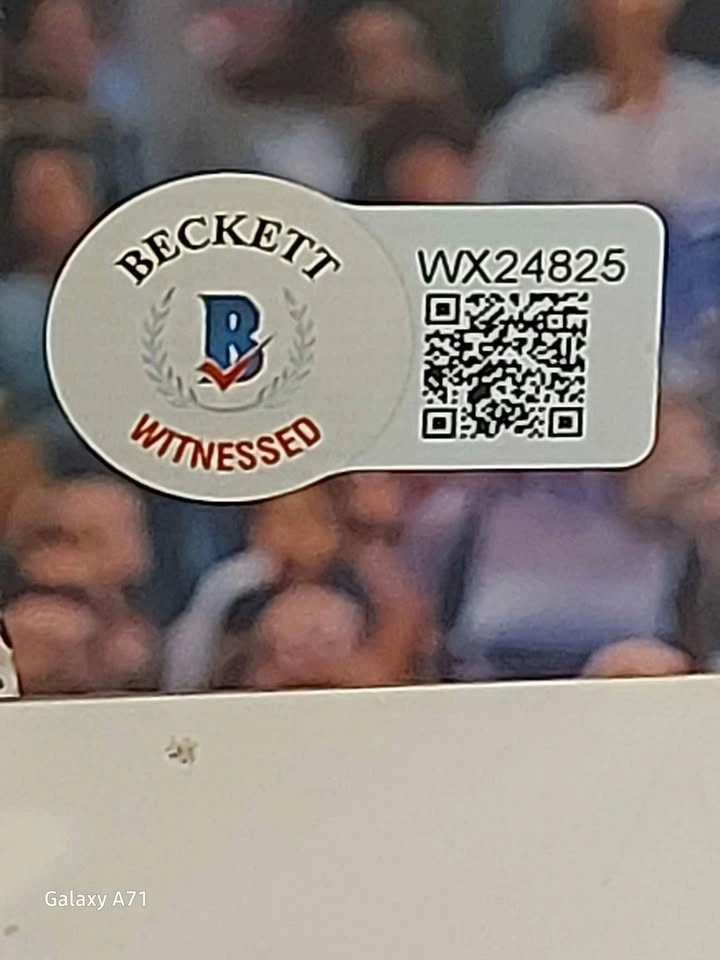 BECKETT
B
WITNESSED
WX24825
Galaxy A71